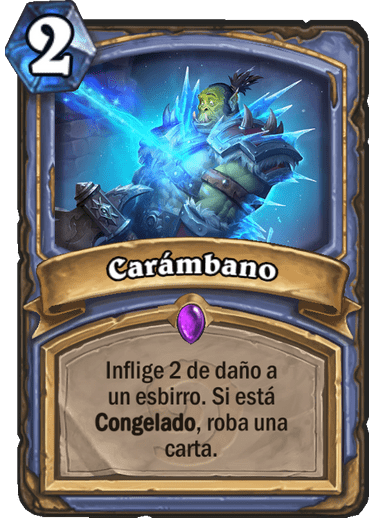 2
Carámbano
Inflige 2 de daño a
un esbirro. Si está
Congelado, roba una
carta.